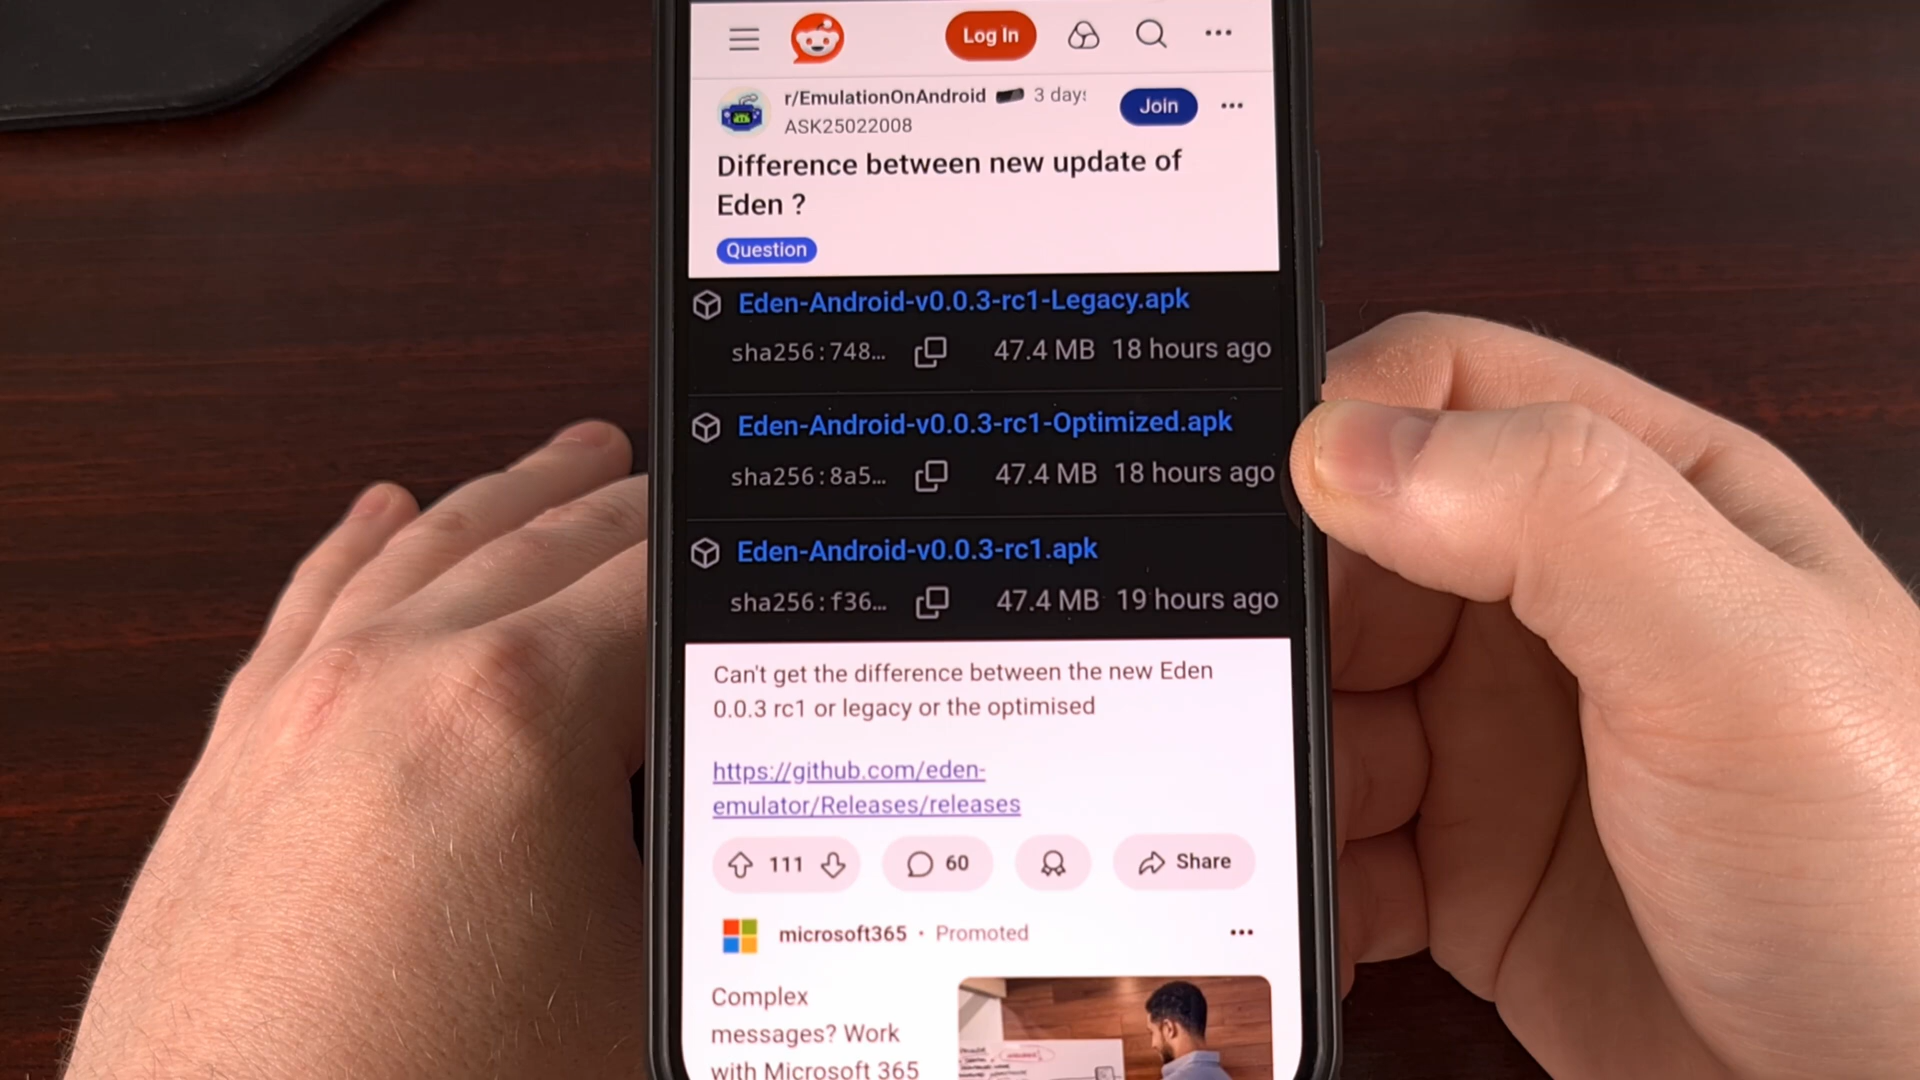 Log In
r/EmulationOnAndroid 3 days
Join
ASK25022008
Difference between new update of
Eden ?
Question
Eden-Android-v0.0.3-rc1-Legacy.apk
sha256:748… 47.4 MB 18 hours ago
Eden-Android-v0.0.3-rc1-Optimized.apk
sha256:8a5… 47.4 MB 18 hours ago
Eden-Android-v0.0.3-rc1.apk
sha256:f36… 47.4 MB 19 hours ago
Can't get the difference between the new Eden
0.0.3 rc1 or legacy or the optimised
https://github.com/eden-
emulator/Releases/releases
111 60 Share
microsoft365 • Promoted
Complex
messages? Work
with Microsoft 365